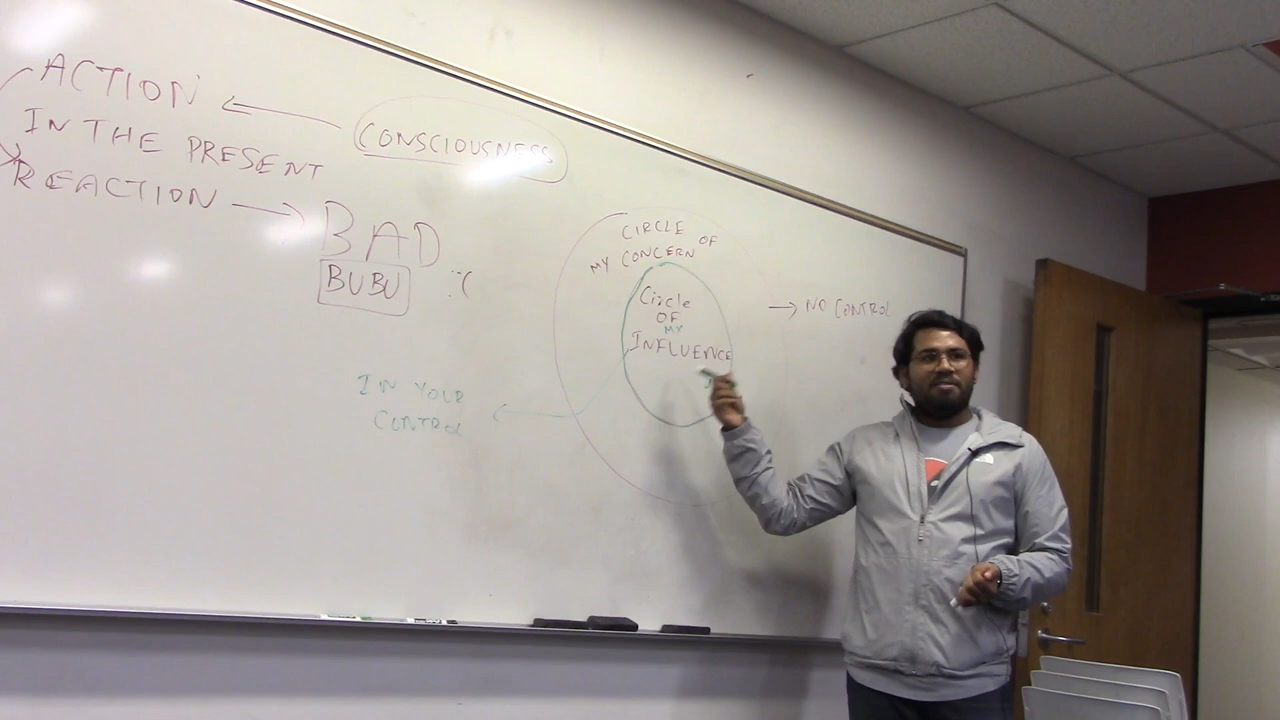 ACTION
IN THE PRESENT
REACTION
CONSCIOUSNESS
BAD
BUBU :(
CIRCLE OF
MY CONCERN
Circle
OF
MY
INFLUENCE
NO CONTROL
IN YOUR
CONTROL